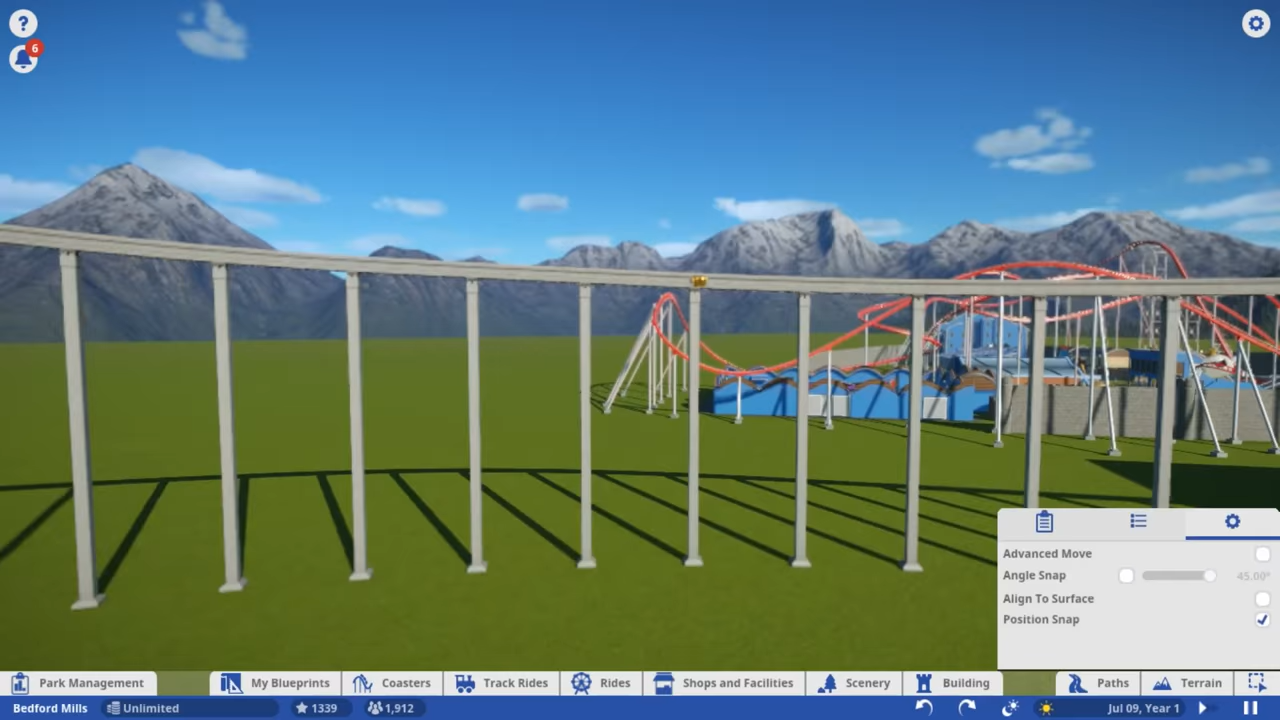 ?
6
Advanced Move
Angle Snap 45.00°
Align To Surface
Position Snap
Park Management My Blueprints Coasters Track Rides Rides Shops and Facilities Scenery Building Paths Terrain
Bedford Mills Unlimited 1339 1,912 Jul 09, Year 1